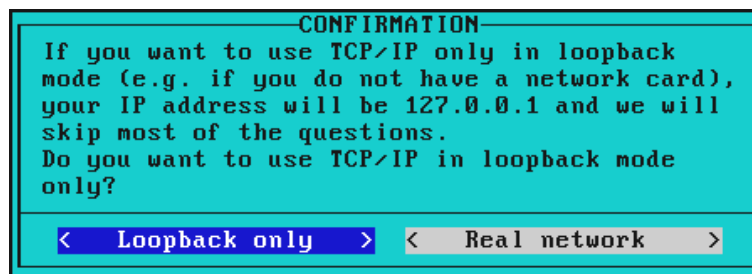 CONFIRMATION
If you want to use TCP/IP only in loopback
mode (e.g. if you do not have a network card),
your IP address will be 127.0.0.1 and we will
skip most of the questions.
Do you want to use TCP/IP in loopback mode
only?
< Loopback only > < Real network >